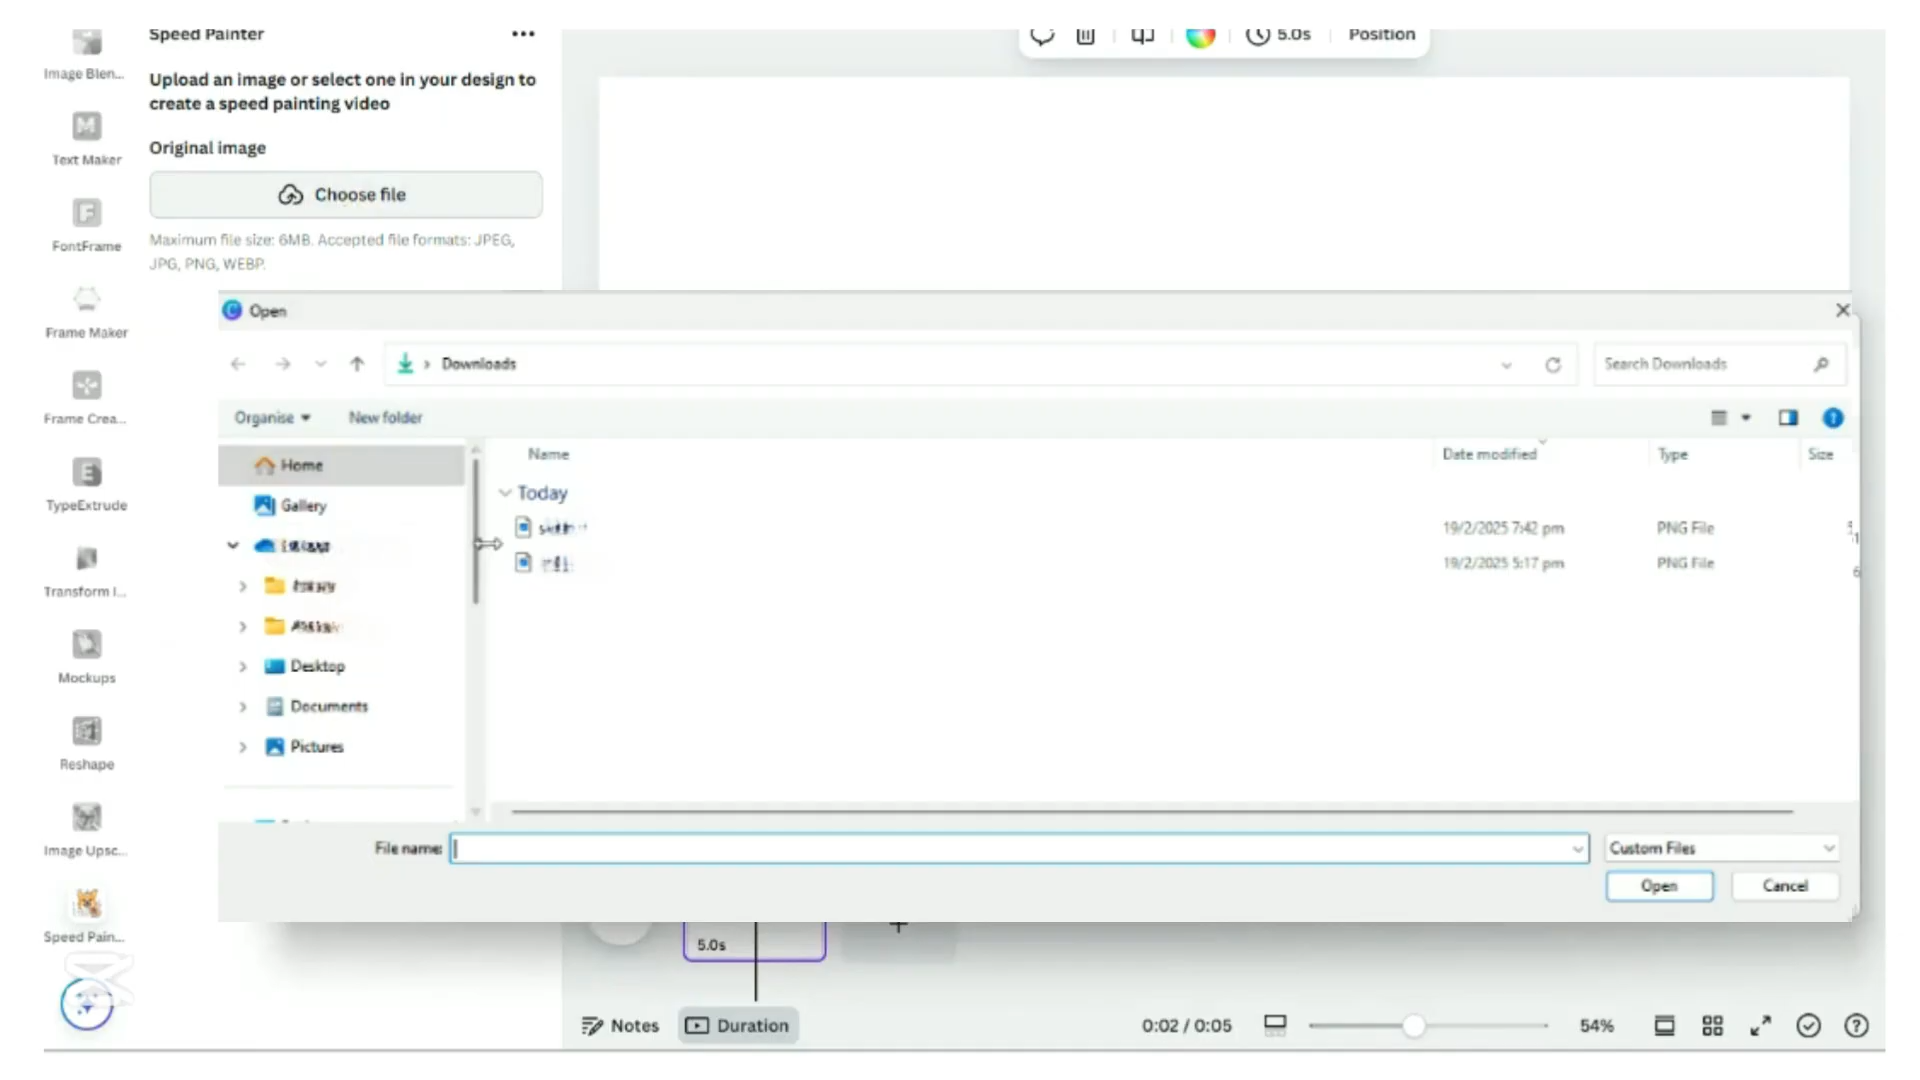 Speed Painter
Upload an image or select one in your design to
create a speed painting video
Original image
Choose file
Maximum file size: 6MB. Accepted file formats: JPEG,
JPG, PNG, WEBP.
Image Blen...
Text Maker
FontFrame
Frame Maker
Frame Crea...
TypeExtrude
Transform I...
Mockups
Reshape
Image Upsc...
Speed Pain...
5.0s
Position
Open
Downloads
Search Downloads
Organise
New folder
Home
Gallery
Desktop
Documents
Pictures
Name
Date modified
Type
Size
Today
19/2/2025 7:42 pm
PNG File
19/2/2025 5:17 pm
PNG File
File name:
Custom Files
Open
Cancel
5.0s
Notes
Duration
0:02 / 0:05
54%